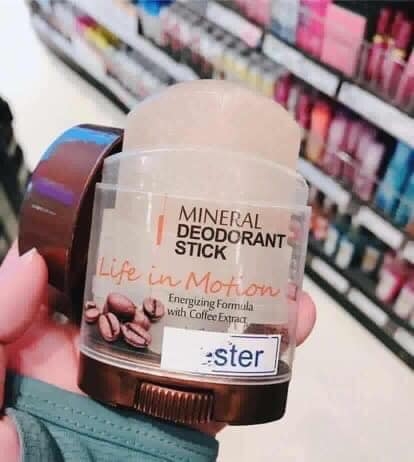 MINERAL
DEODORANT
STICK
Life in Motion
Energizing Formula
with Coffee Extract
ester